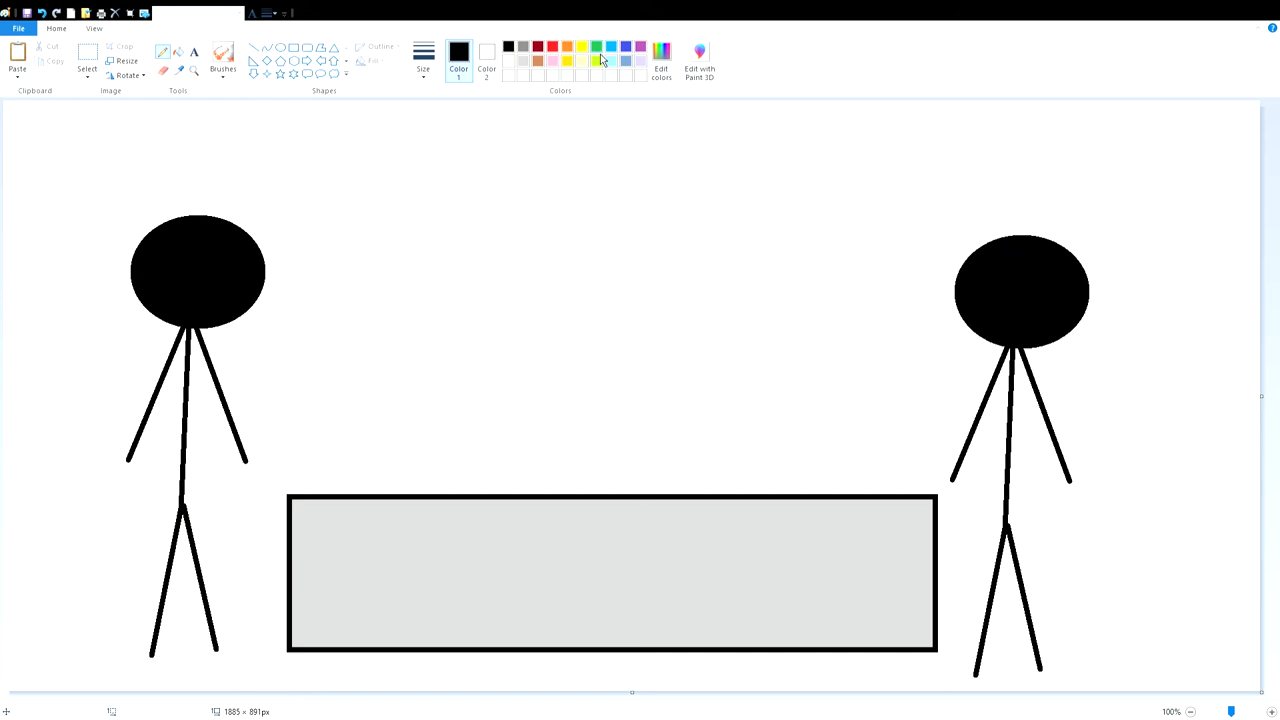 File Home View
Paste
Cut
Copy
Clipboard
Select
Crop
Resize
Rotate
Image
Tools
Brushes
Outline
Fill
Shapes
Size
Color 1
Color 2
Colors
Edit colors
Edit with Paint 3D
1885 × 891px
100%